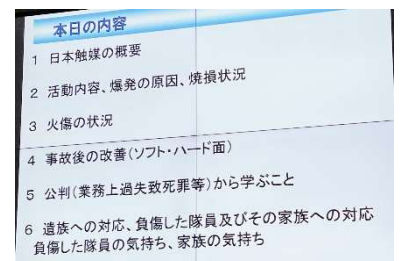 本日の内容
1 日本触媒の概要
2 活動内容、爆発の原因、焼損状況
3 火傷の状況
4 事故後の改善(ソフト・ハード面)
5 公判(業務上過失致死罪等)から学ぶこと
6 遺族への対応、負傷した隊員及びその家族への対応
負傷した隊員の気持ち、家族の気持ち